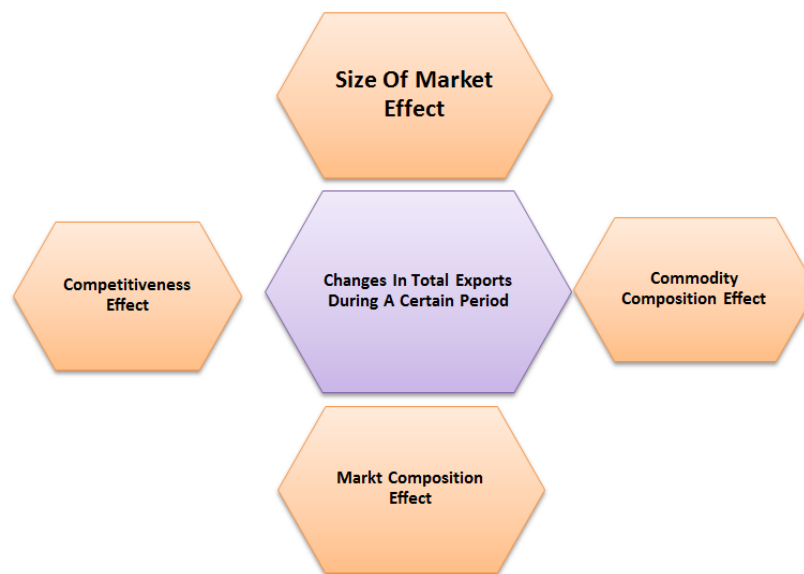 Size Of Market
Effect
Competitiveness
Effect
Changes In Total Exports
During A Certain Period
Commodity
Composition Effect
Markt Composition
Effect